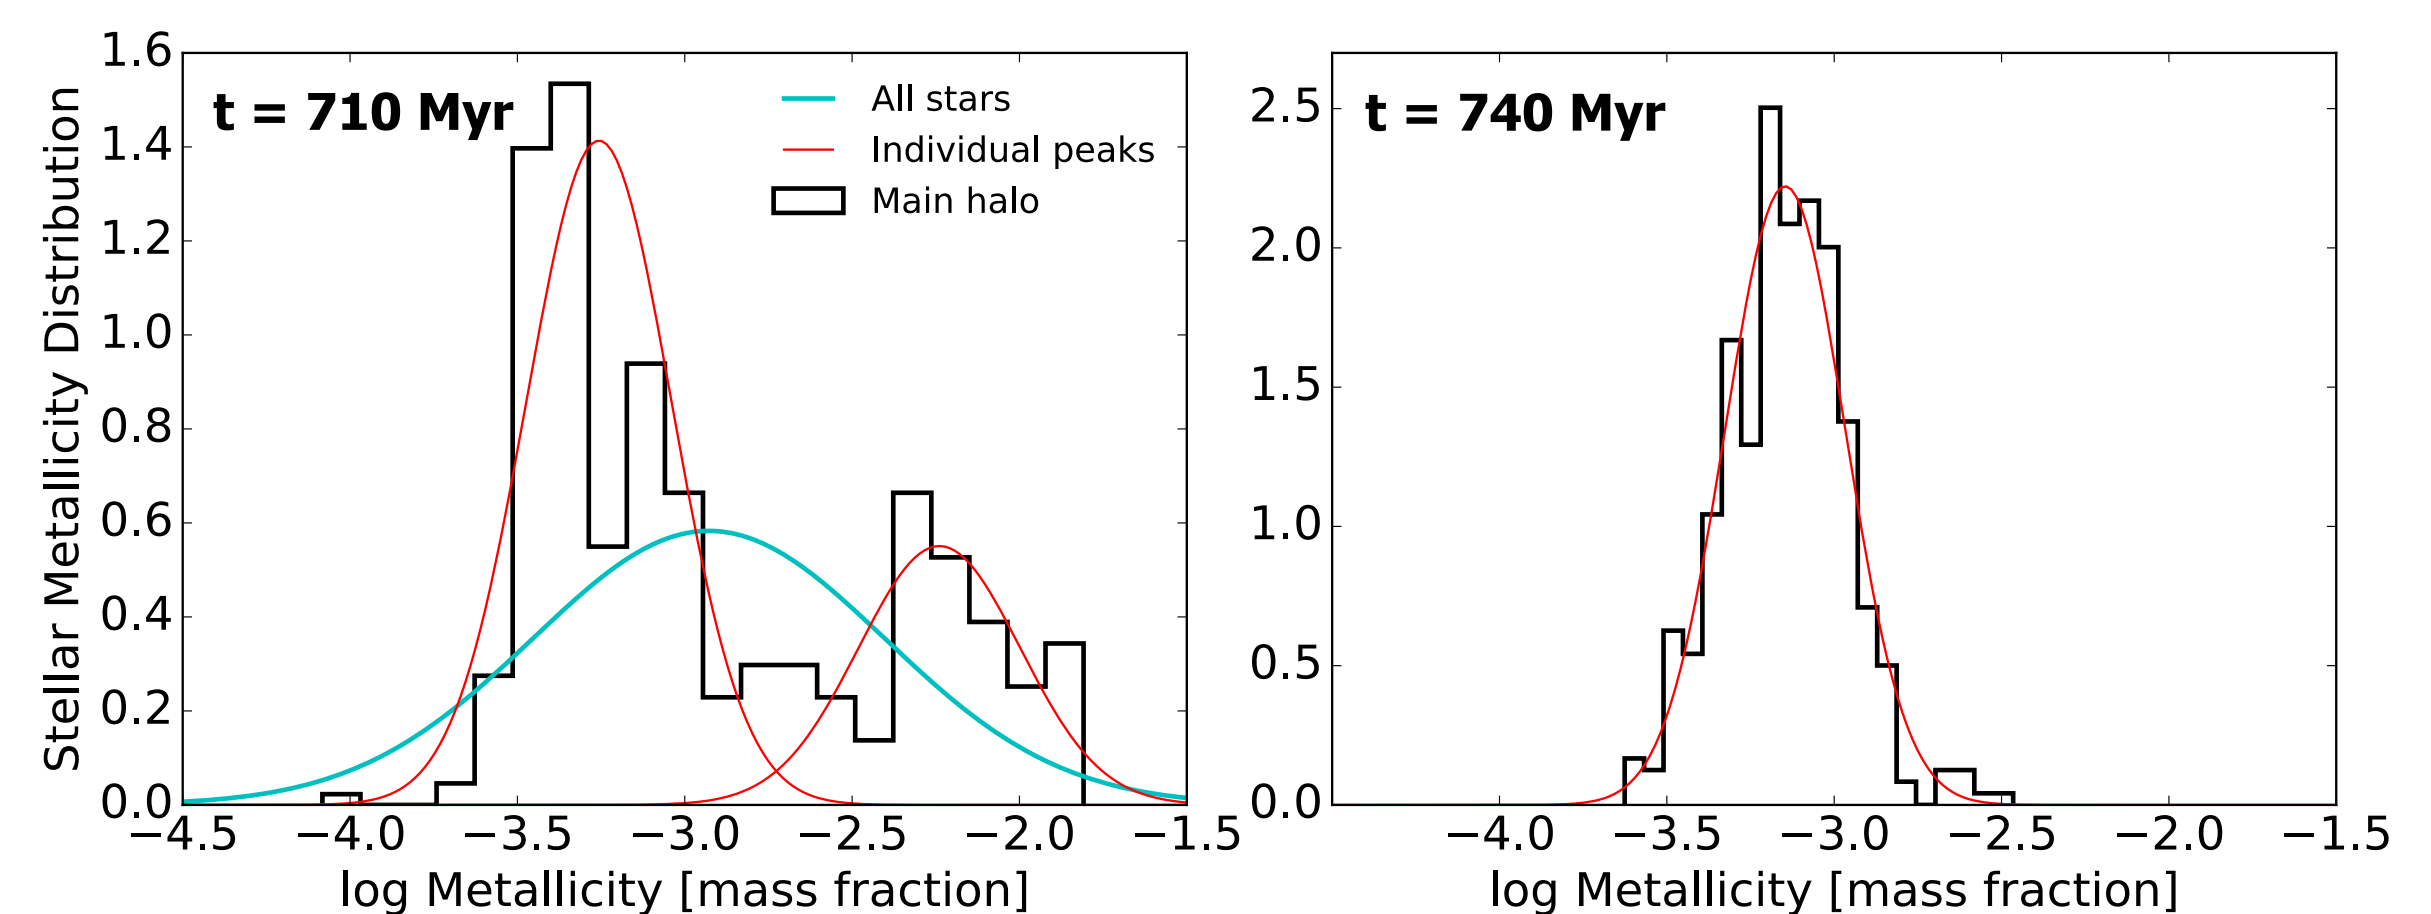 t = 710 Myr
All stars
Individual peaks
Main halo
Stellar Metallicity Distribution
1.6
1.4
1.2
1.0
0.8
0.6
0.4
0.2
0.0
−4.5 −4.0 −3.5 −3.0 −2.5 −2.0 −1.5
log Metallicity [mass fraction]
t = 740 Myr
2.5
2.0
1.5
1.0
0.5
0.0
−4.0 −3.5 −3.0 −2.5 −2.0 −1.5
log Metallicity [mass fraction]